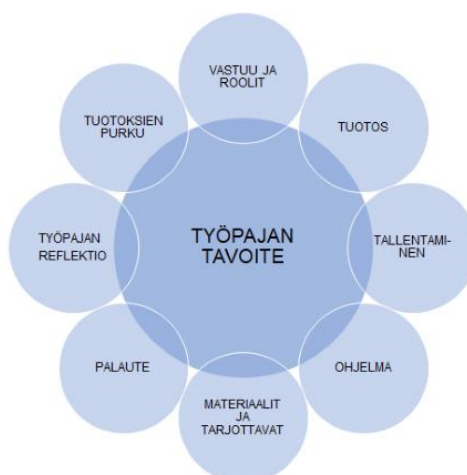 VASTUU JA
ROOLIT
TUOTOS
TALLENTAMI-
NEN
OHJELMA
MATERIAALIT
JA
TARJOTTAVAT
PALAUTE
TYÖPAJAN
REFLEKTIO
TUOTOKSIEN
PURKU
TYÖPAJAN
TAVOITE